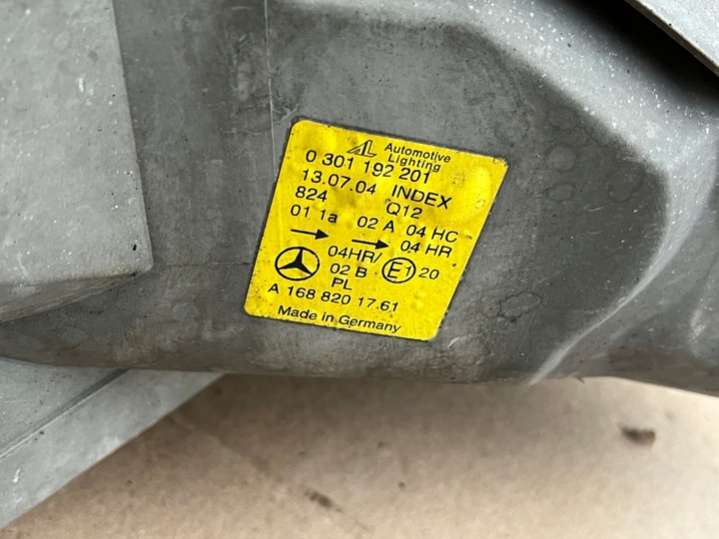 AL Automotive Lighting
0 301 192 201
13.07.04 INDEX
824 Q12
01 1a 02 A 04 HC
04 HR
04HR/
02 B E1 20
PL
A 168 820 17 61
Made in Germany